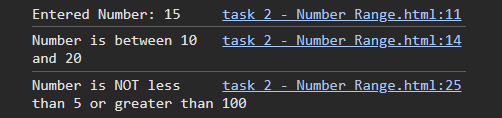 Entered Number: 15 task 2 - Number Range.html:11
Number is between 10 task 2 - Number Range.html:14
and 20
Number is NOT less task 2 - Number Range.html:25
than 5 or greater than 100